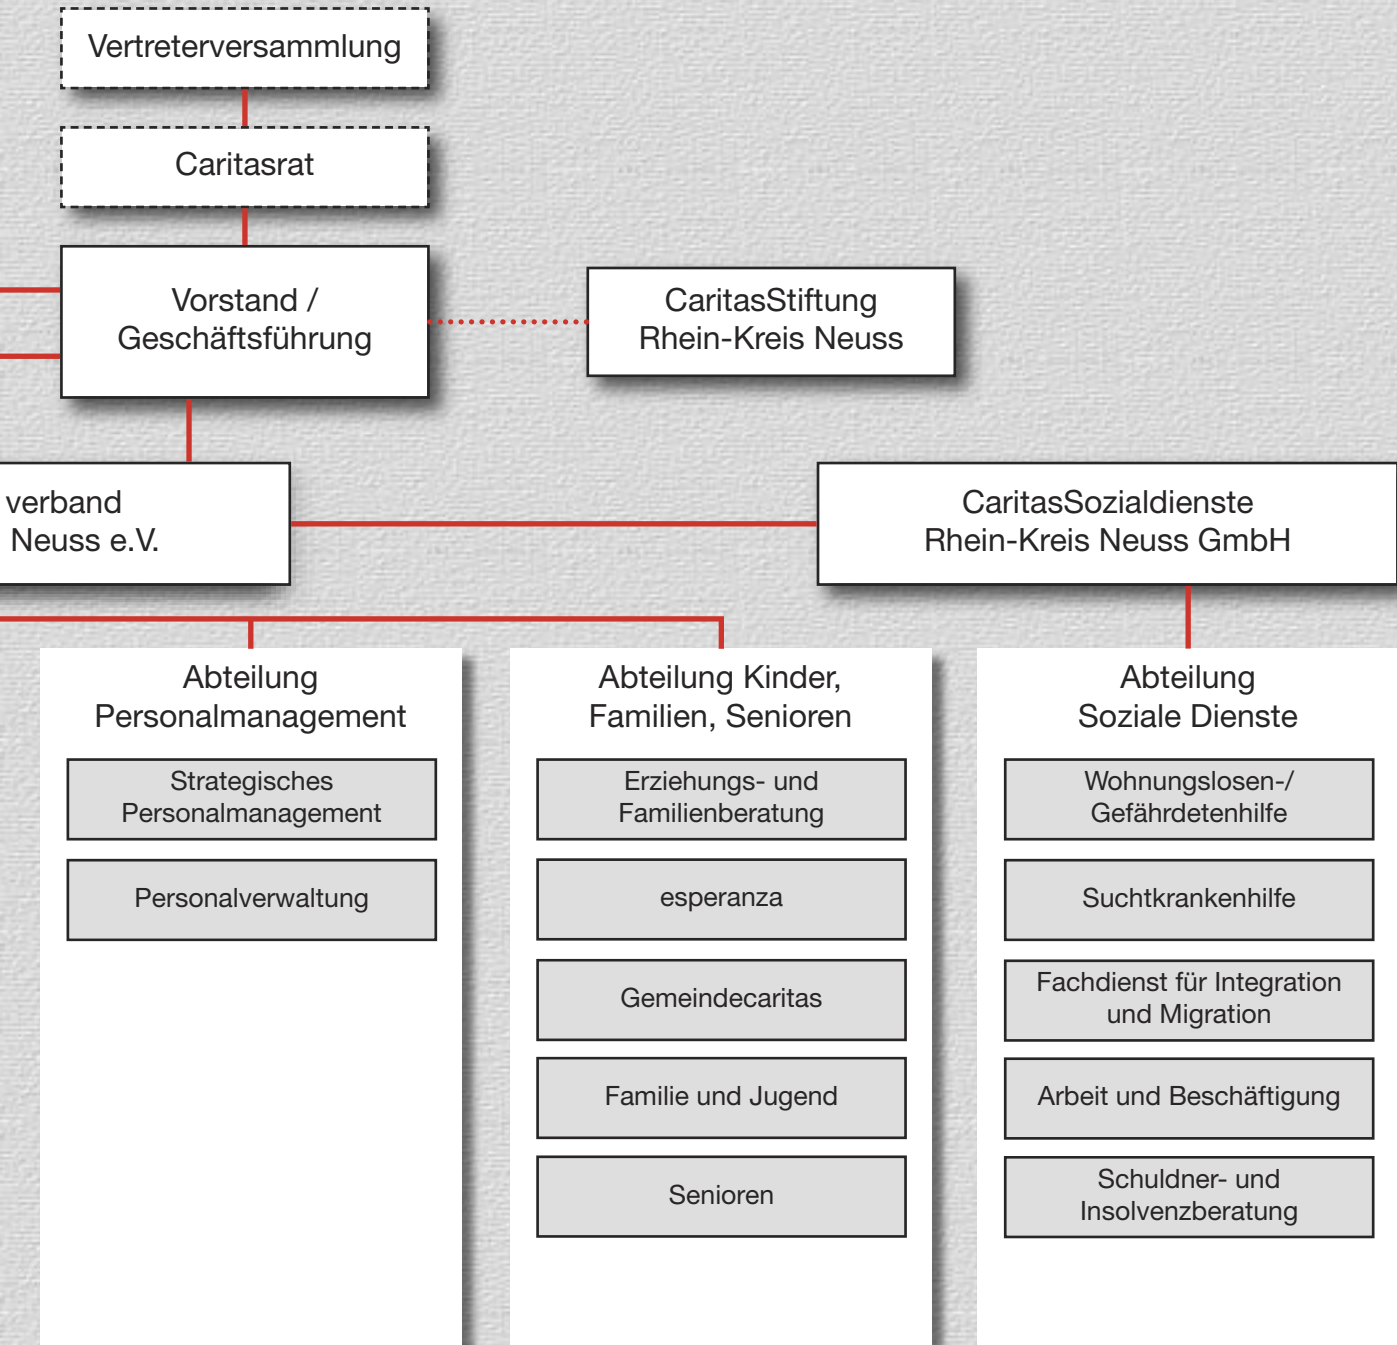 Vertreterversammlung
Caritasrat
Vorstand /
Geschäftsführung
CaritasStiftung
Rhein-Kreis Neuss
verband
Neuss e.V.
CaritasSozialdienste
Rhein-Kreis Neuss GmbH
Abteilung
Personalmanagement
Strategisches
Personalmanagement
Personalverwaltung
Abteilung Kinder,
Familien, Senioren
Erziehungs- und
Familienberatung
esperanza
Gemeindecaritas
Familie und Jugend
Senioren
Abteilung
Soziale Dienste
Wohnungslosen-/
Gefährdetenhilfe
Suchtkrankenhilfe
Fachdienst für Integration
und Migration
Arbeit und Beschäftigung
Schuldner- und
Insolvenzberatung